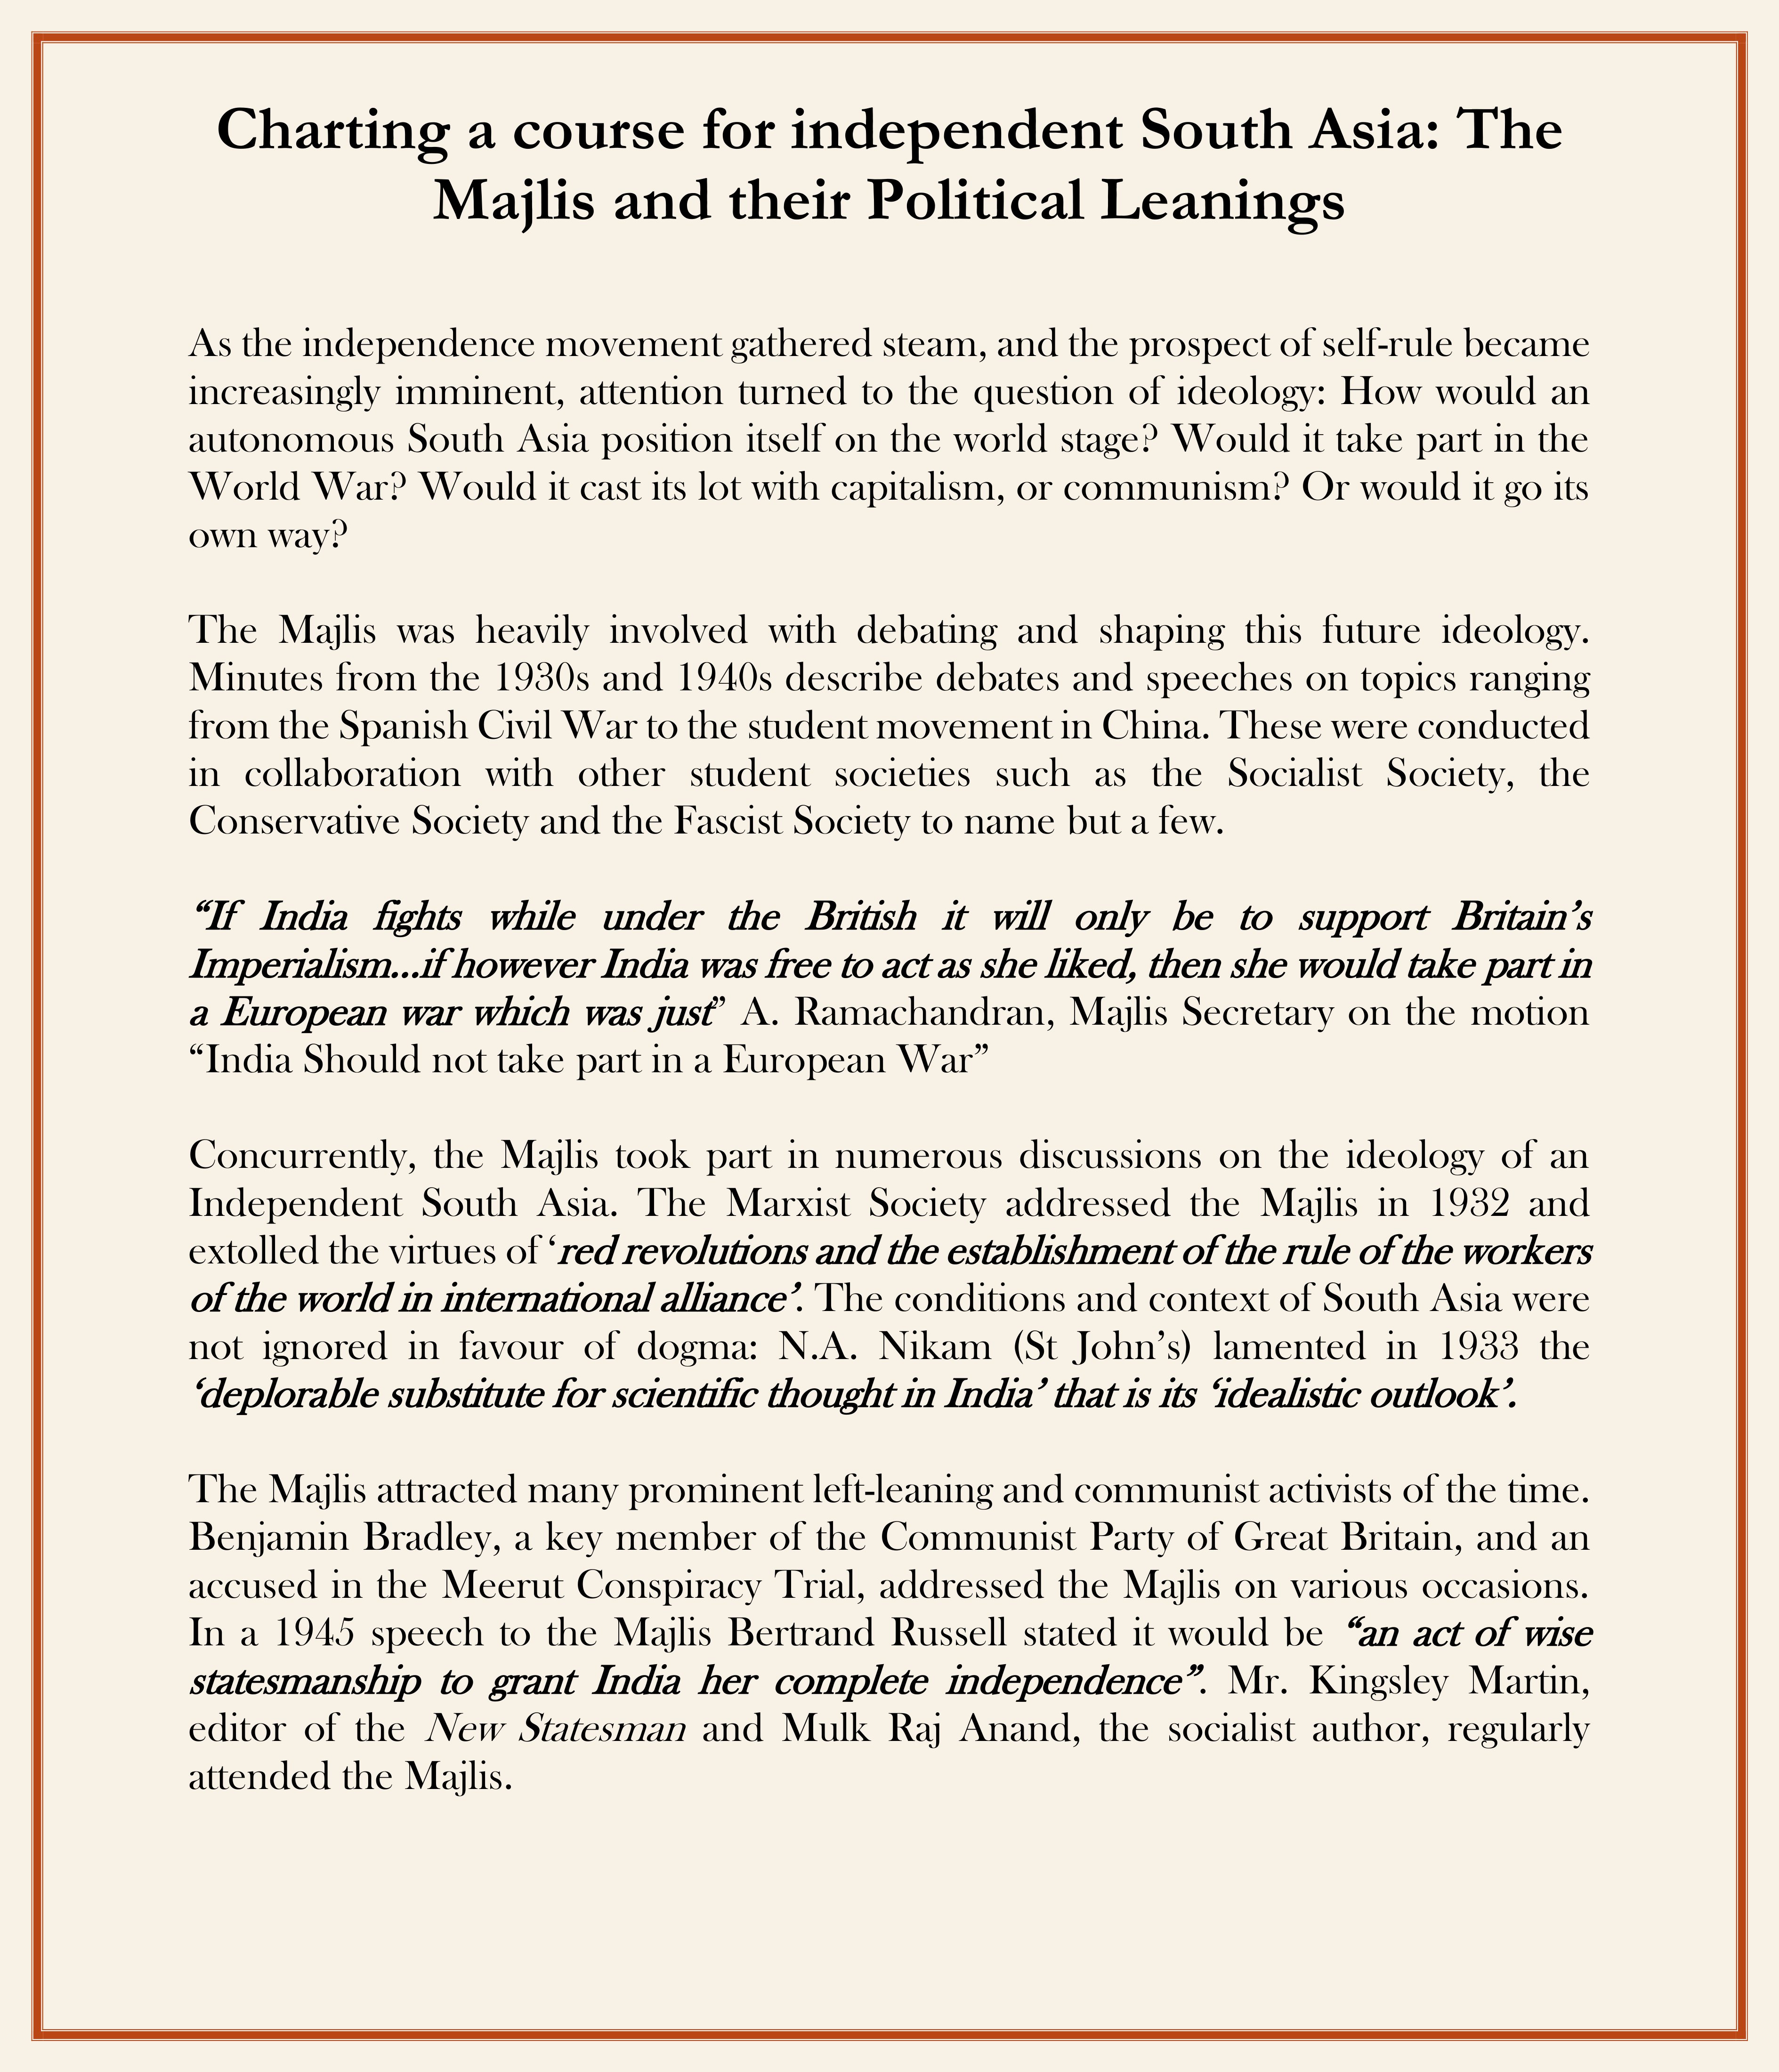 Charting a course for independent South Asia: The
Majlis and their Political Leanings
As the independence movement gathered steam, and the prospect of self-rule became
increasingly imminent, attention turned to the question of ideology: How would an
autonomous South Asia position itself on the world stage? Would it take part in the
World War? Would it cast its lot with capitalism, or communism? Or would it go its
own way?
The Majlis was heavily involved with debating and shaping this future ideology.
Minutes from the 1930s and 1940s describe debates and speeches on topics ranging
from the Spanish Civil War to the student movement in China. These were conducted
in collaboration with other student societies such as the Socialist Society, the
Conservative Society and the Fascist Society to name but a few.
“If India fights while under the British it will only be to support Britain’s
Imperialism...if however India was free to act as she liked, then she would take part in
a European war which was just” A. Ramachandran, Majlis Secretary on the motion
“India Should not take part in a European War”
Concurrently, the Majlis took part in numerous discussions on the ideology of an
Independent South Asia. The Marxist Society addressed the Majlis in 1932 and
extolled the virtues of ‘red revolutions and the establishment of the rule of the workers
of the world in international alliance’. The conditions and context of South Asia were
not ignored in favour of dogma: N.A. Nikam (St John’s) lamented in 1933 the
‘deplorable substitute for scientific thought in India’ that is its ‘idealistic outlook’.
The Majlis attracted many prominent left-leaning and communist activists of the time.
Benjamin Bradley, a key member of the Communist Party of Great Britain, and an
accused in the Meerut Conspiracy Trial, addressed the Majlis on various occasions.
In a 1945 speech to the Majlis Bertrand Russell stated it would be “an act of wise
statesmanship to grant India her complete independence”. Mr. Kingsley Martin,
editor of the New Statesman and Mulk Raj Anand, the socialist author, regularly
attended the Majlis.